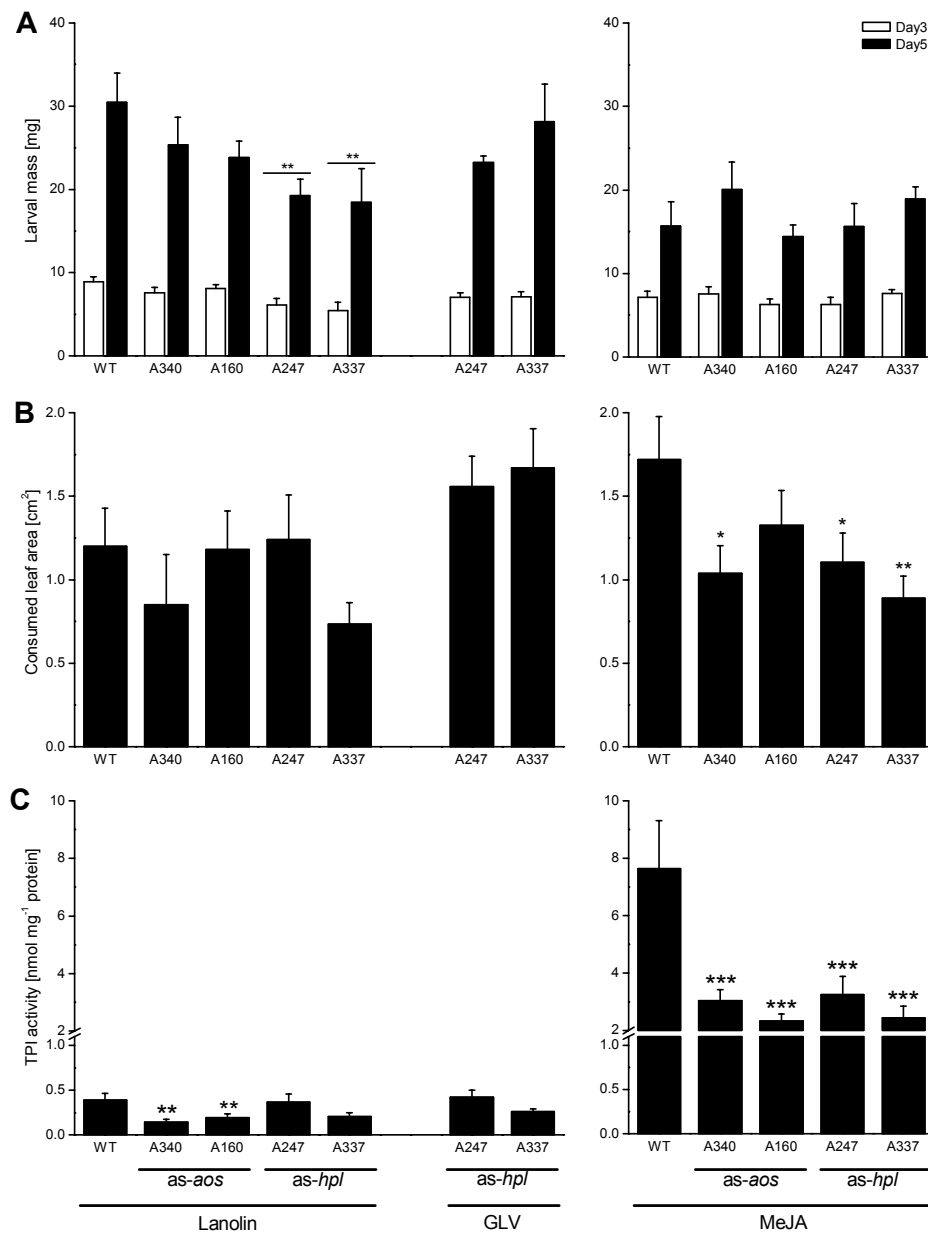 A
Larval mass [mg]
40
30
20
10
0
** **
WT A340 A160 A247 A337 A247 A337
40
30
20
10
0
Day3
Day5
WT A340 A160 A247 A337
B
Consumed leaf area [cm²]
2.0
1.5
1.0
0.5
0.0
WT A340 A160 A247 A337 A247 A337
2.0
1.5
1.0
0.5
0.0
* * **
WT A340 A160 A247 A337
C
TPI activity [nmol mg⁻¹ protein]
10
8
6
4
2
1.0
0.5
0.0
** **
WT A340 A160 A247 A337 A247 A337
10
8
6
4
2
1.0
0.5
0.0
*** *** *** ***
WT A340 A160 A247 A337
as-aos as-hpl as-hpl as-aos as-hpl
Lanolin GLV MeJA